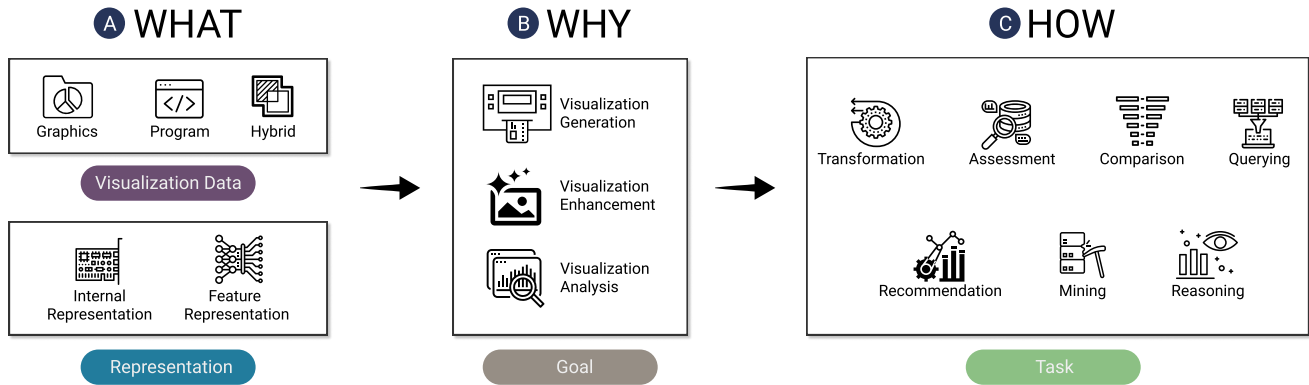 A WHAT
B WHY
C HOW
Graphics
Program
</>
Hybrid
Visualization Data
Internal
Representation
Feature
Representation
Representation
Visualization
Generation
Visualization
Enhancement
Visualization
Analysis
Goal
Transformation
Assessment
Comparison
Querying
Recommendation
Mining
Reasoning
Task